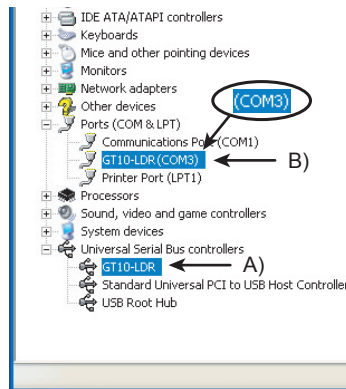 IDE ATA/ATAPI controllers
Keyboards
Mice and other pointing devices
Monitors
Network adapters
Other devices
(COM3)
Ports (COM & LPT)
Communications Port (COM1)
GT10-LDR(COM3)
B)
Printer Port (LPT1)
Processors
Sound, video and game controllers
System devices
Universal Serial Bus controllers
GT10-LDR
A)
Standard Universal PCI to USB Host Controller
USB Root Hub